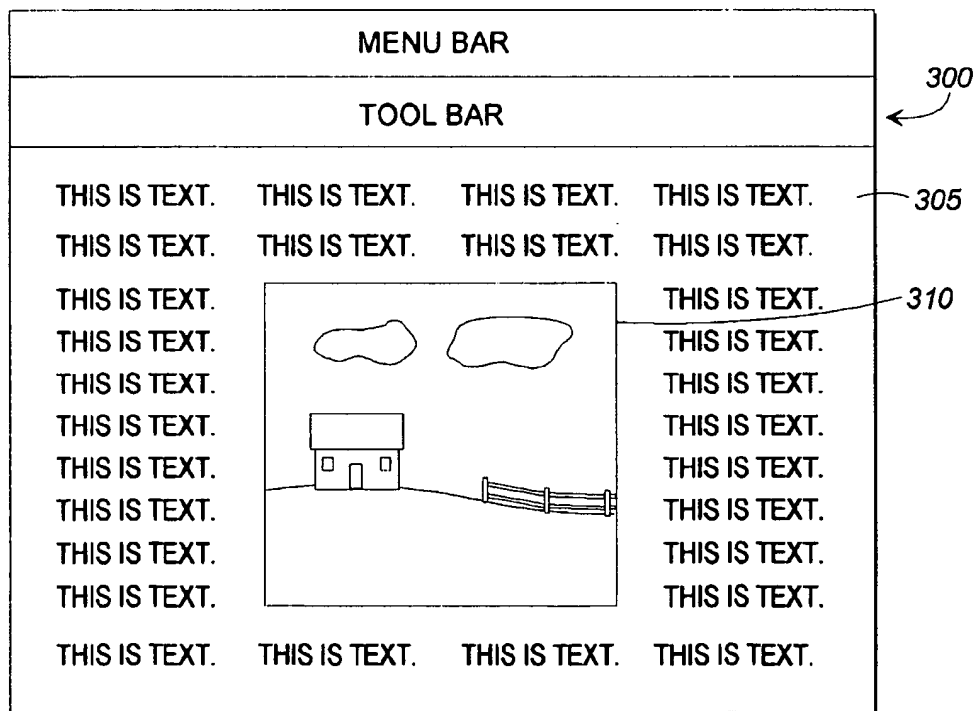 MENU BAR
TOOL BAR
300
THIS IS TEXT. THIS IS TEXT. THIS IS TEXT. THIS IS TEXT.
305
THIS IS TEXT. THIS IS TEXT. THIS IS TEXT. THIS IS TEXT.
THIS IS TEXT. THIS IS TEXT.
310
THIS IS TEXT. THIS IS TEXT.
THIS IS TEXT. THIS IS TEXT.
THIS IS TEXT. THIS IS TEXT.
THIS IS TEXT. THIS IS TEXT.
THIS IS TEXT. THIS IS TEXT.
THIS IS TEXT. THIS IS TEXT.
THIS IS TEXT. THIS IS TEXT.
THIS IS TEXT. THIS IS TEXT. THIS IS TEXT. THIS IS TEXT.